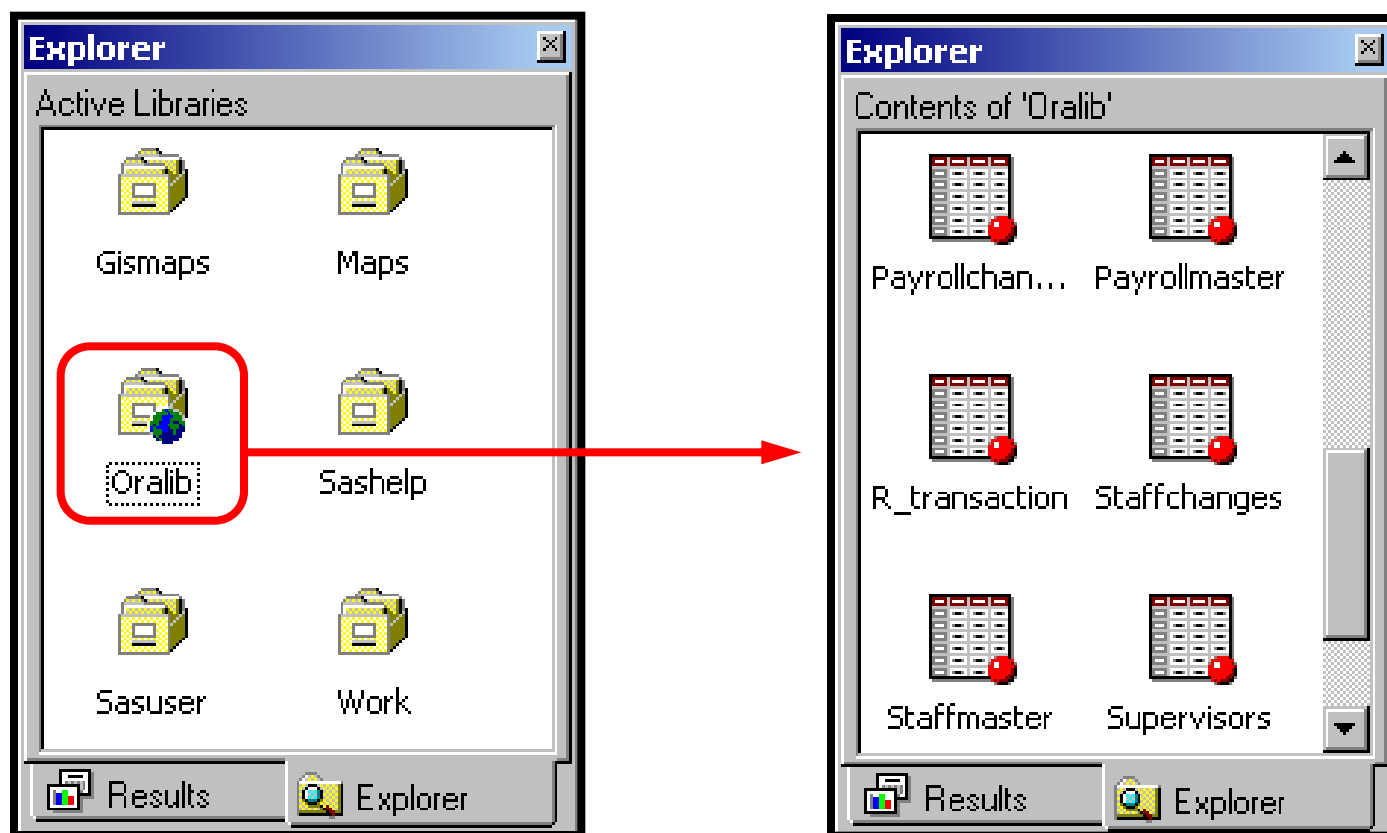 Explorer
Active Libraries
Gismaps Maps
Oralib Sashelp
Sasuser Work
Results Explorer
Explorer
Contents of 'Oralib'
Payrollchan... Payrollmaster
R_transaction Staffchanges
Staffmaster Supervisors
Results Explorer